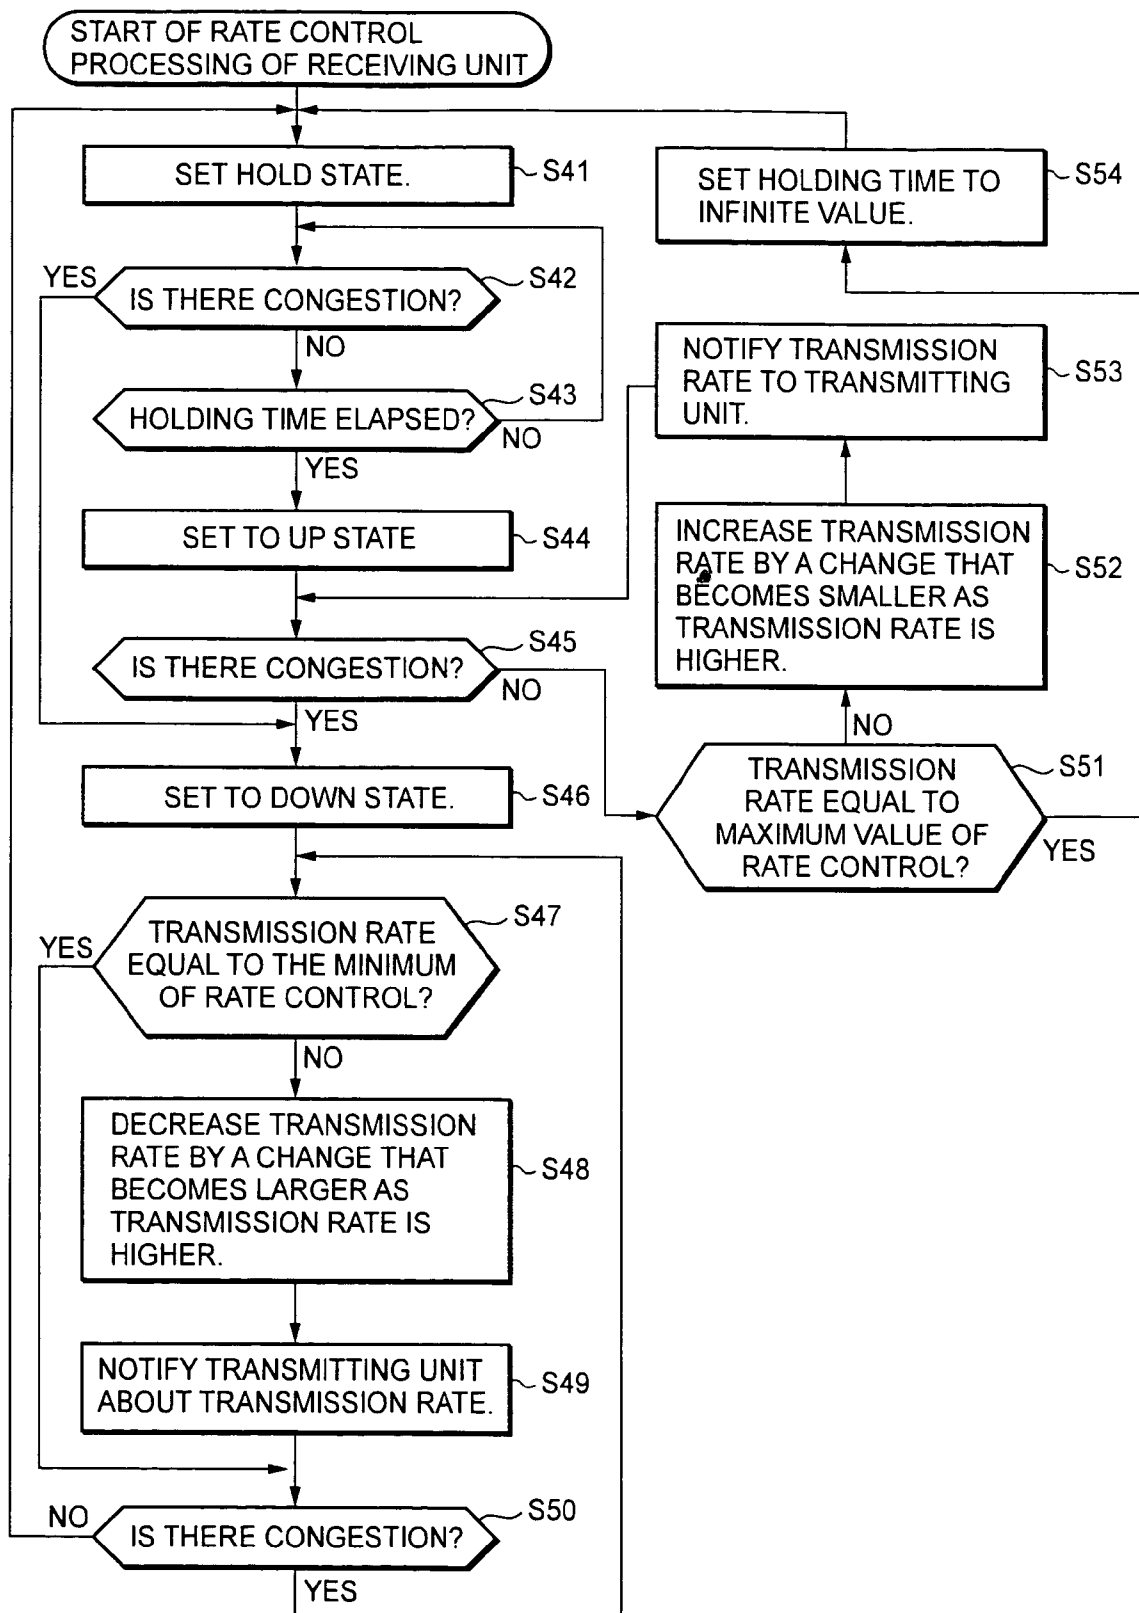 START OF RATE CONTROL
PROCESSING OF RECEIVING UNIT
SET HOLD STATE.
S41
YES
IS THERE CONGESTION?
S42
NO
HOLDING TIME ELAPSED?
S43
NO
YES
SET TO UP STATE
S44
IS THERE CONGESTION?
S45
NO
YES
SET TO DOWN STATE.
S46
YES
TRANSMISSION RATE
EQUAL TO THE MINIMUM
OF RATE CONTROL?
S47
NO
DECREASE TRANSMISSION
RATE BY A CHANGE THAT
BECOMES LARGER AS
TRANSMISSION RATE IS
HIGHER.
S48
NOTIFY TRANSMITTING UNIT
ABOUT TRANSMISSION RATE.
S49
NO
IS THERE CONGESTION?
S50
YES
SET HOLDING TIME TO
INFINITE VALUE.
S54
NOTIFY TRANSMISSION
RATE TO TRANSMITTING
UNIT.
S53
INCREASE TRANSMISSION
RATE BY A CHANGE THAT
BECOMES SMALLER AS
TRANSMISSION RATE IS
HIGHER.
S52
NO
TRANSMISSION
RATE EQUAL TO
MAXIMUM VALUE OF
RATE CONTROL?
S51
YES